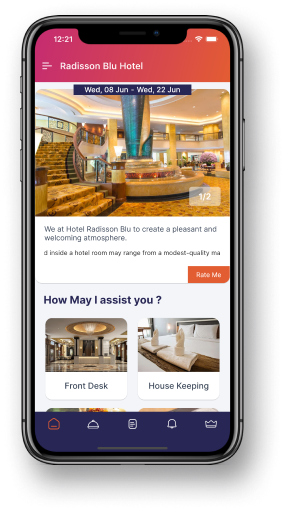 12:21
Radisson Blu Hotel
Wed, 08 Jun - Wed, 22 Jun
1/2
We at Hotel Radisson Blu to create a pleasant and
welcoming atmosphere.
d inside a hotel room may range from a modest-quality ma
Rate Me
How May I assist you ?
Front Desk
House Keeping